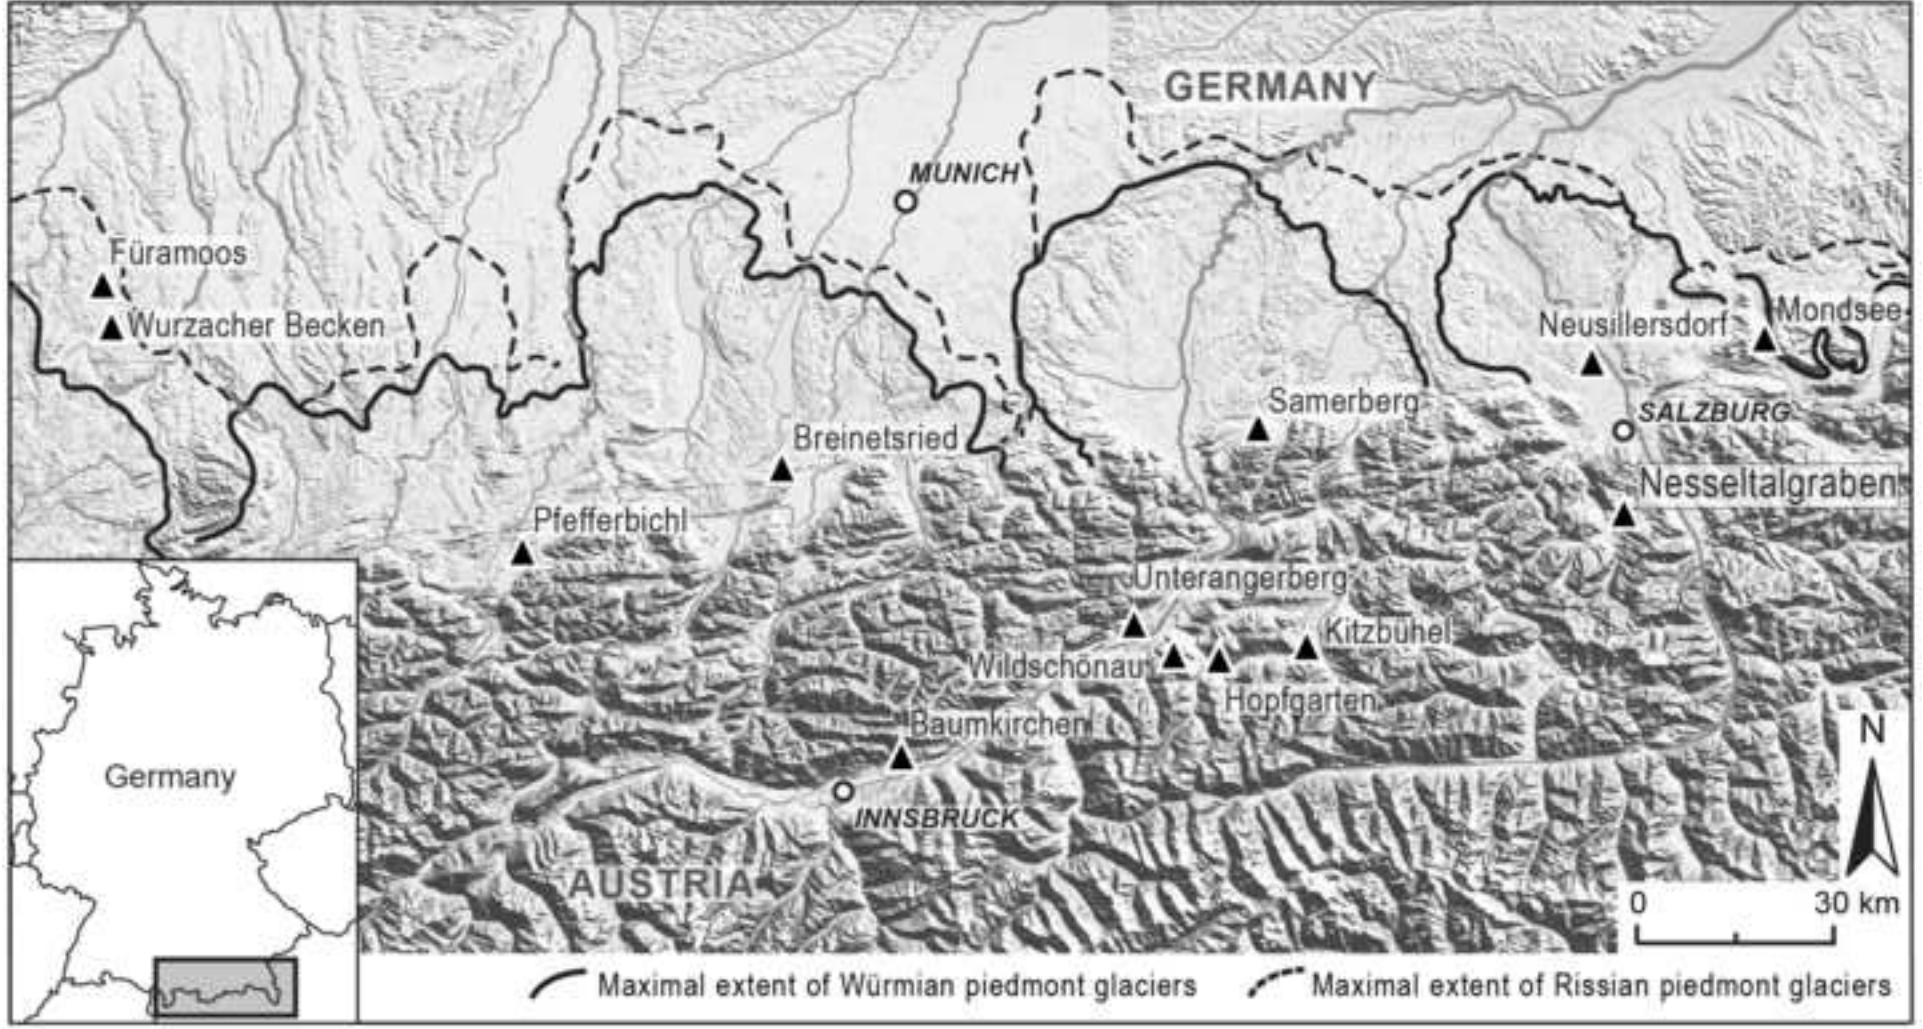 GERMANY
MUNICH
Füramoos
Wurzacher Becken
Mondsee
Neusillersdorf
Samerberg
SALZBURG
Breinetsried
Nesseltalgraben
Pfefferbichl
Unterangerberg
Kitzbühel
Wildschönau
Hopfgarten
Baumkirchen
INNSBRUCK
N
Germany
AUSTRIA
0 30 km
Maximal extent of Würmian piedmont glaciers
Maximal extent of Rissian piedmont glaciers